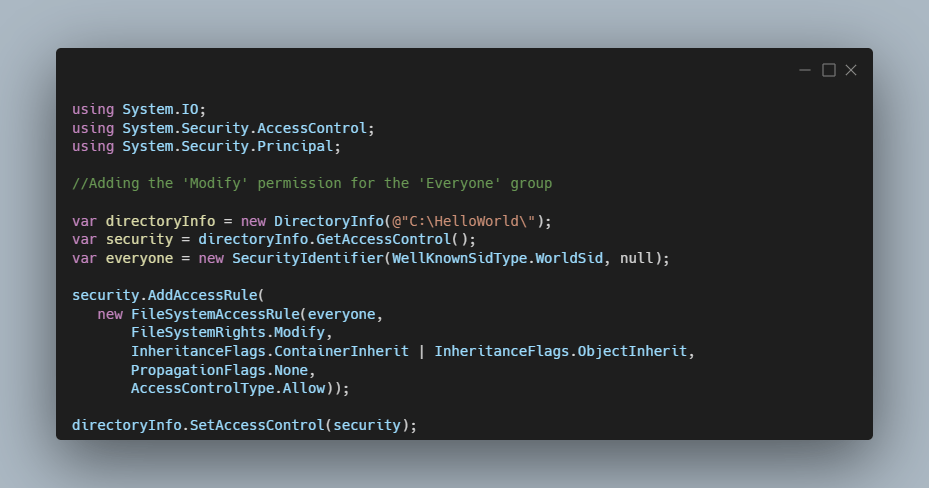 using System.IO;
using System.Security.AccessControl;
using System.Security.Principal;
//Adding the 'Modify' permission for the 'Everyone' group
var directoryInfo = new DirectoryInfo(@"C:\HelloWorld\");
var security = directoryInfo.GetAccessControl();
var everyone = new SecurityIdentifier(WellKnownSidType.WorldSid, null);
security.AddAccessRule(
   new FileSystemAccessRule(everyone,
       FileSystemRights.Modify,
       InheritanceFlags.ContainerInherit | InheritanceFlags.ObjectInherit,
       PropagationFlags.None,
       AccessControlType.Allow));
directoryInfo.SetAccessControl(security);